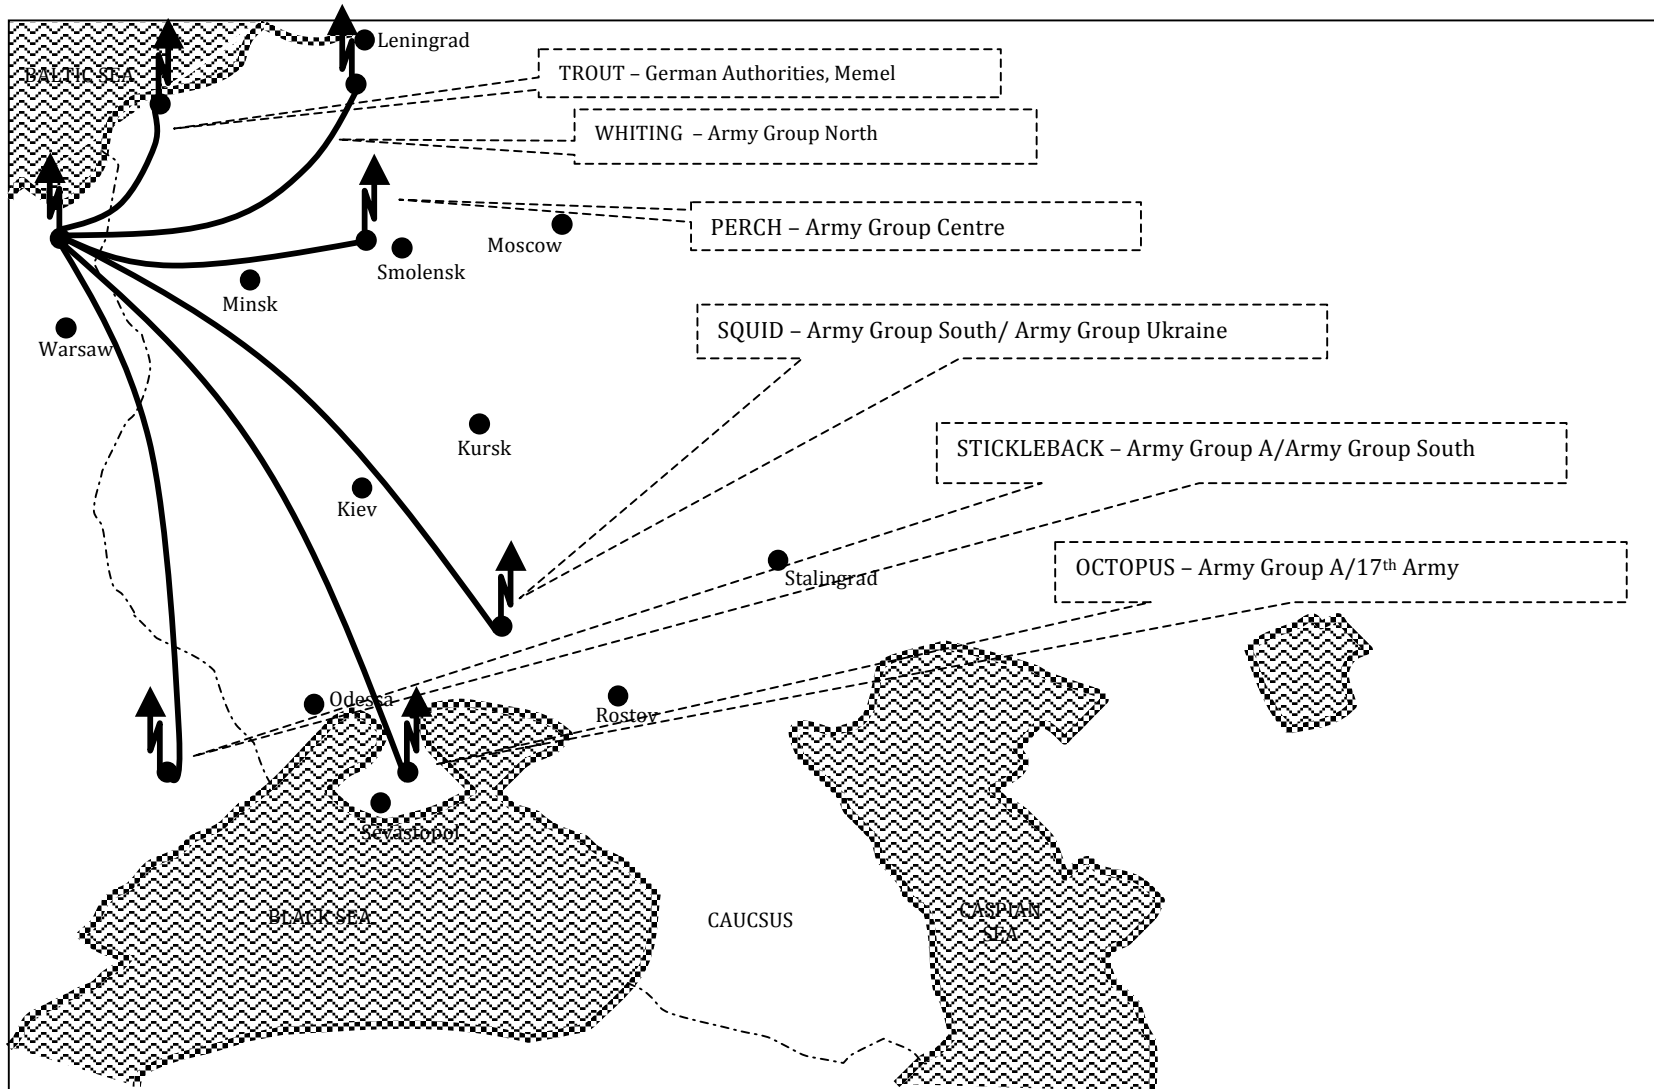 Leningrad
BALTIC SEA
TROUT – German Authorities, Memel
WHITING – Army Group North
PERCH – Army Group Centre
Moscow
Smolensk
Minsk
SQUID – Army Group South/ Army Group Ukraine
Warsaw
Kursk
STICKLEBACK – Army Group A/Army Group South
Kiev
OCTOPUS – Army Group A/17th Army
Stalingrad
Odessa
Rostov
Sevastopol
BLACK SEA
CAUCSUS
CASPIAN
SEA